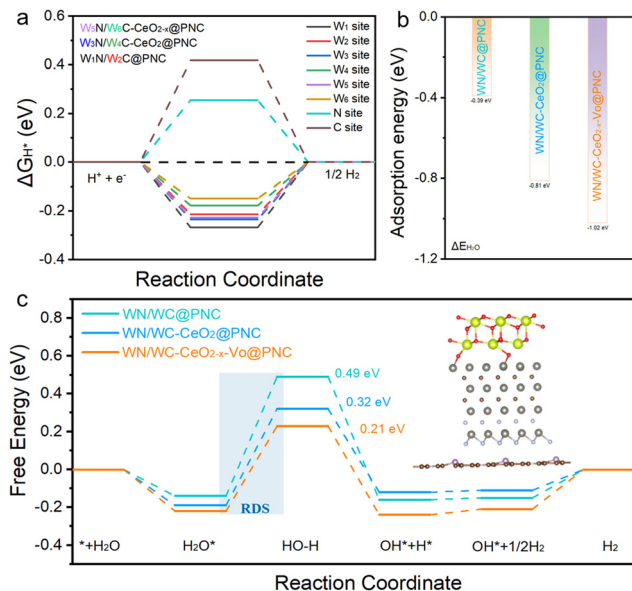 a
W₅N/W₆C-CeO₂₋ₓ@PNC
W₃N/W₄C-CeO₂@PNC
W₁N/W₂C@PNC
W₁ site
W₂ site
W₃ site
W₄ site
W₅ site
W₆ site
N site
C site
ΔG_H* (eV)
0.6
0.4
0.2
0.0
-0.2
-0.4
H⁺ + e⁻
1/2 H₂
Reaction Coordinate
b
Adsorption energy (eV)
0.0
-0.4
-0.8
-1.2
WN/WC@PNC
-0.39 eV
WN/WC-CeO₂@PNC
-0.81 eV
WN/WC-CeO₂₋ₓ-Vo@PNC
-1.02 eV
ΔE_H₂O
c
WN/WC@PNC
WN/WC-CeO₂@PNC
WN/WC-CeO₂₋ₓ-Vo@PNC
Free Energy (eV)
0.8
0.6
0.4
0.2
0.0
-0.2
-0.4
0.49 eV
0.32 eV
0.21 eV
RDS
*+H₂O
H₂O*
HO-H
OH*+H*
OH*+1/2H₂
H₂
Reaction Coordinate